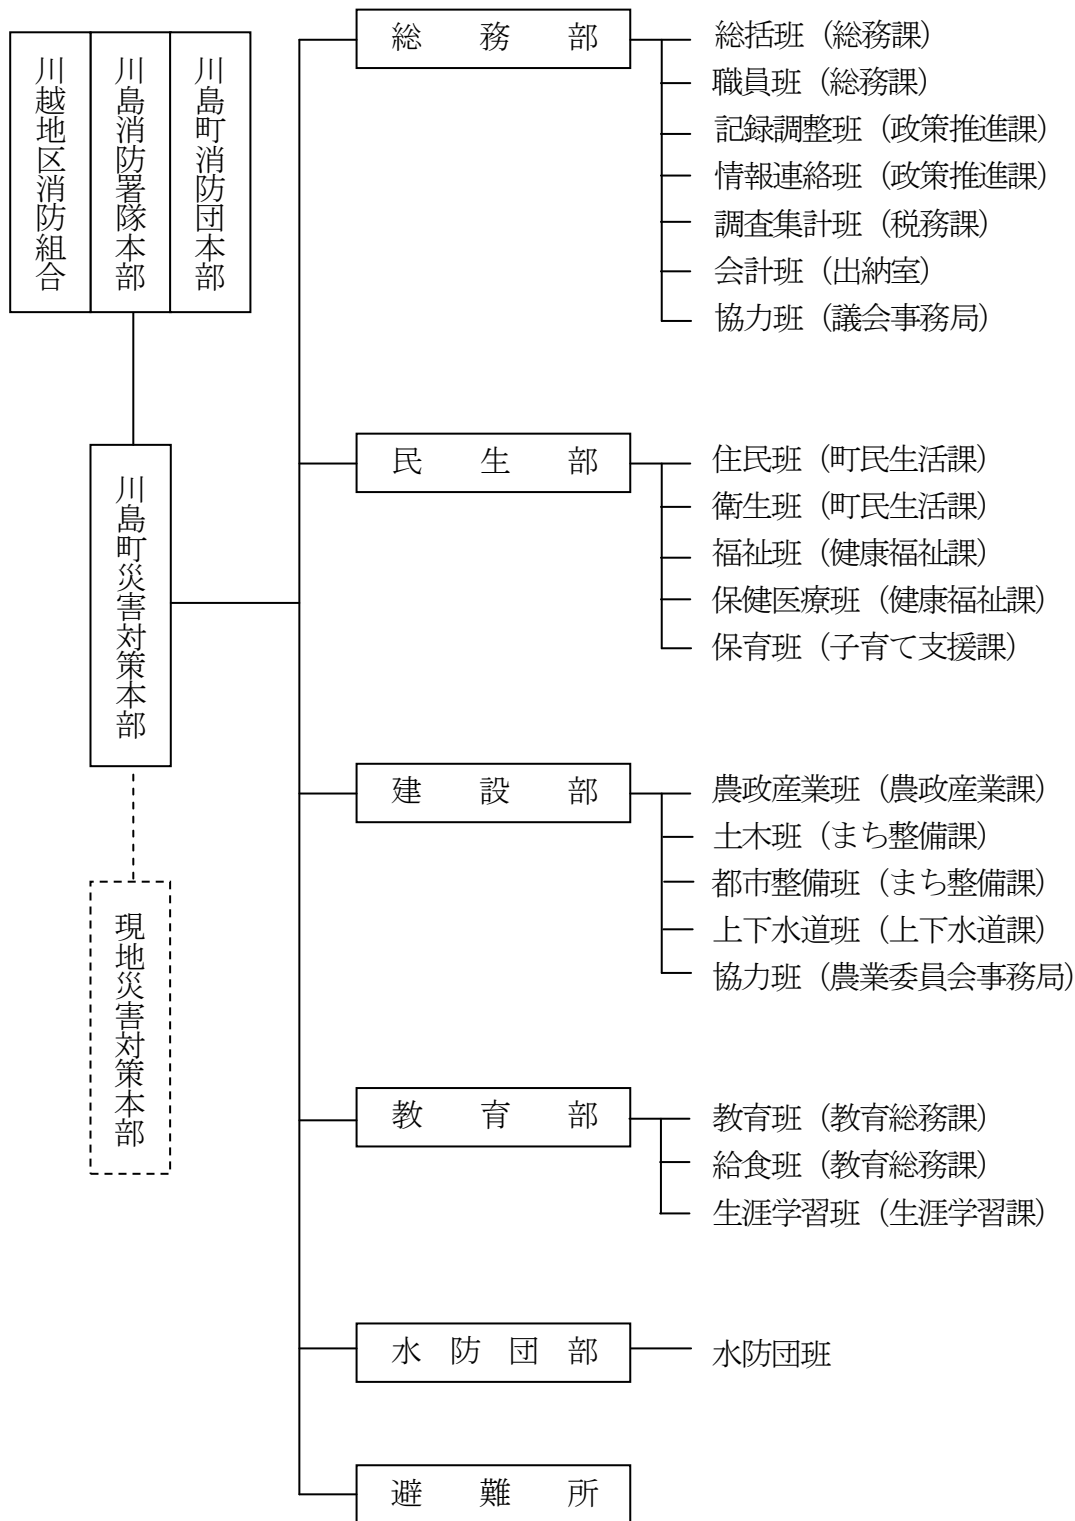 川越地区消防組合
川島消防署隊本部
川島町消防団本部
川島町災害対策本部
現地災害対策本部
総務部
総括班（総務課）
職員班（総務課）
記録調整班（政策推進課）
情報連絡班（政策推進課）
調査集計班（税務課）
会計班（出納室）
協力班（議会事務局）
民生部
住民班（町民生活課）
衛生班（町民生活課）
福祉班（健康福祉課）
保健医療班（健康福祉課）
保育班（子育て支援課）
建設部
農政産業班（農政産業課）
土木班（まち整備課）
都市整備班（まち整備課）
上下水道班（上下水道課）
協力班（農業委員会事務局）
教育部
教育班（教育総務課）
給食班（教育総務課）
生涯学習班（生涯学習課）
水防団部
水防団班
避難所